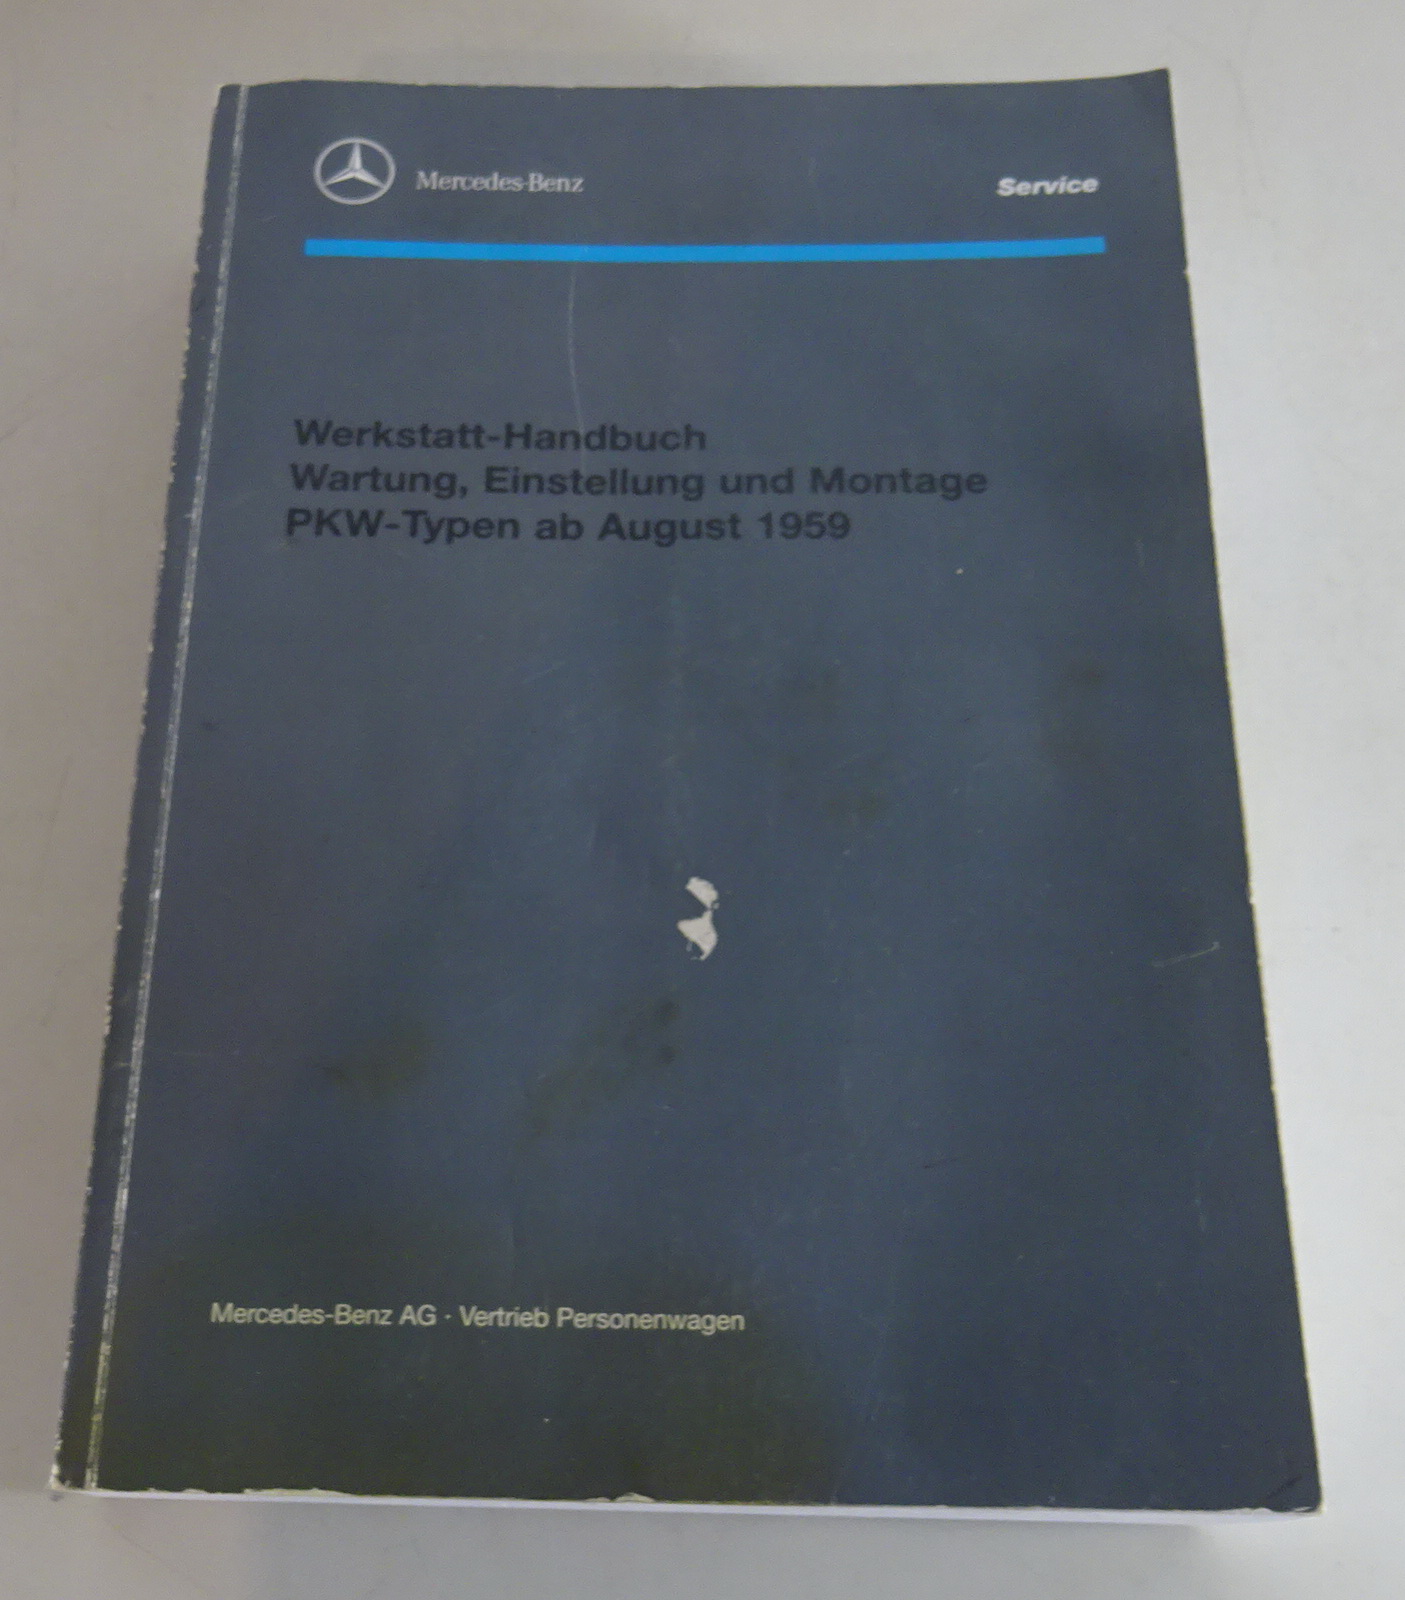 Mercedes-Benz
Service
Werkstatt-Handbuch
Wartung, Einstellung und Montage
PKW-Typen ab August 1959
Mercedes-Benz AG · Vertrieb Personenwagen